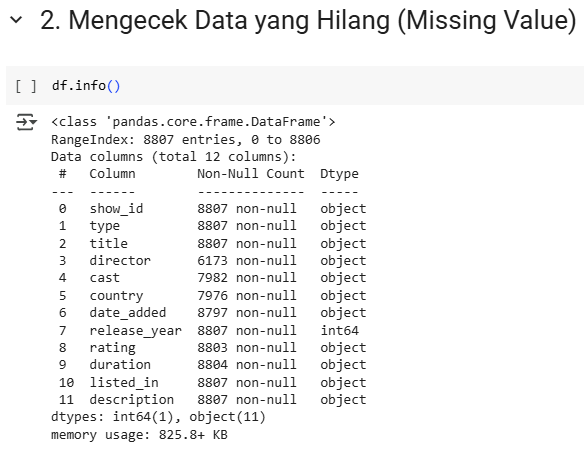 2. Mengecek Data yang Hilang (Missing Value)
[ ] df.info()
<class 'pandas.core.frame.DataFrame'>
RangeIndex: 8807 entries, 0 to 8806
Data columns (total 12 columns):
 #   Column        Non-Null Count  Dtype
---  ------        --------------  -----
 0   show_id       8807 non-null   object
 1   type          8807 non-null   object
 2   title         8807 non-null   object
 3   director      6173 non-null   object
 4   cast          7982 non-null   object
 5   country       7976 non-null   object
 6   date_added    8797 non-null   object
 7   release_year  8807 non-null   int64
 8   rating        8803 non-null   object
 9   duration      8804 non-null   object
 10  listed_in     8807 non-null   object
 11  description   8807 non-null   object
dtypes: int64(1), object(11)
memory usage: 825.8+ KB